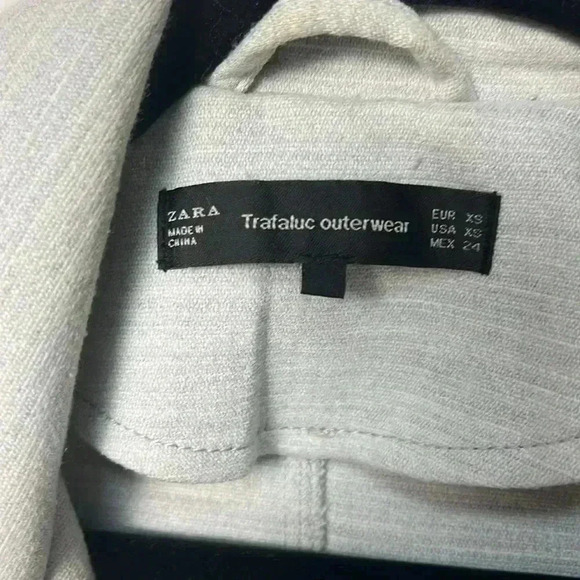 ZARA
MADE IN
CHINA
Trafaluc outerwear
EUR XS
USA XS
MEX 24